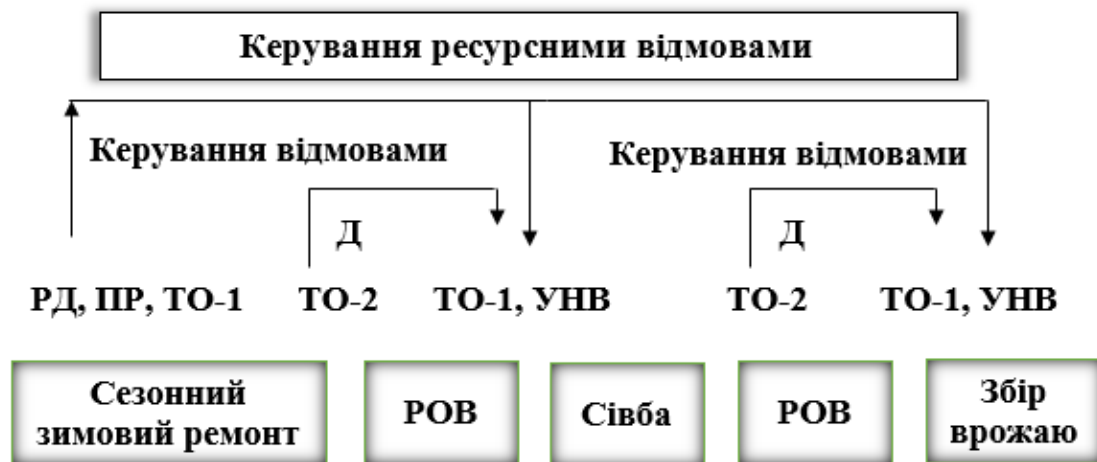 Керування ресурсними відмовами
Керування відмовами
Керування відмовами
Д
Д
РД, ПР, ТО-1
ТО-2
ТО-1, УНВ
ТО-2
ТО-1, УНВ
Сезонний
зимовий ремонт
РОВ
Сівба
РОВ
Збір
врожаю